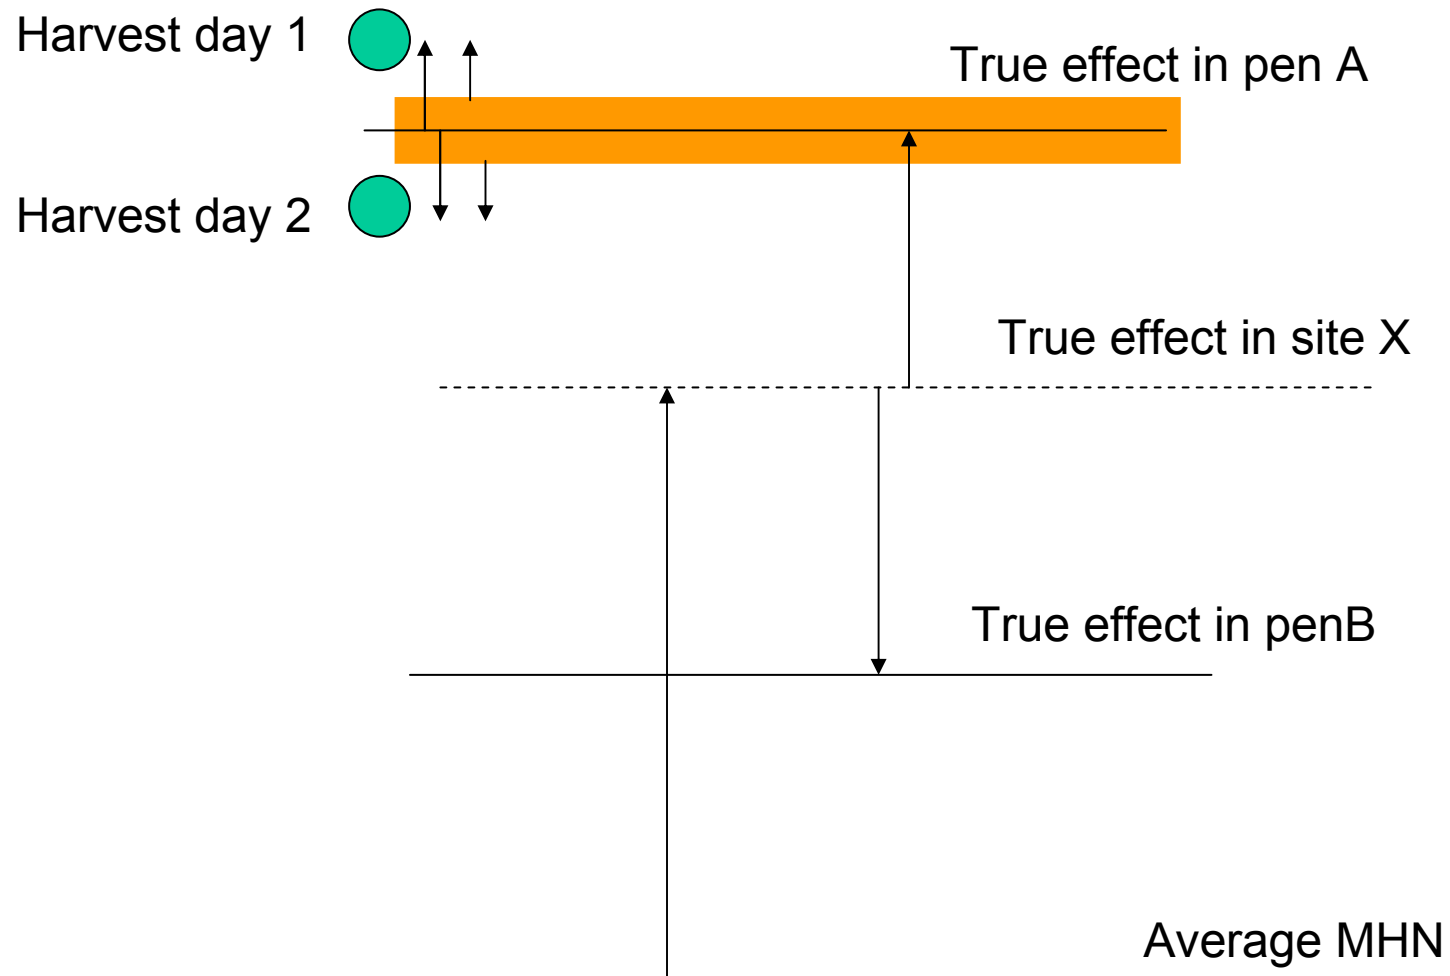 Harvest day 1
True effect in pen A
Harvest day 2
True effect in site X
True effect in penB
Average MHN